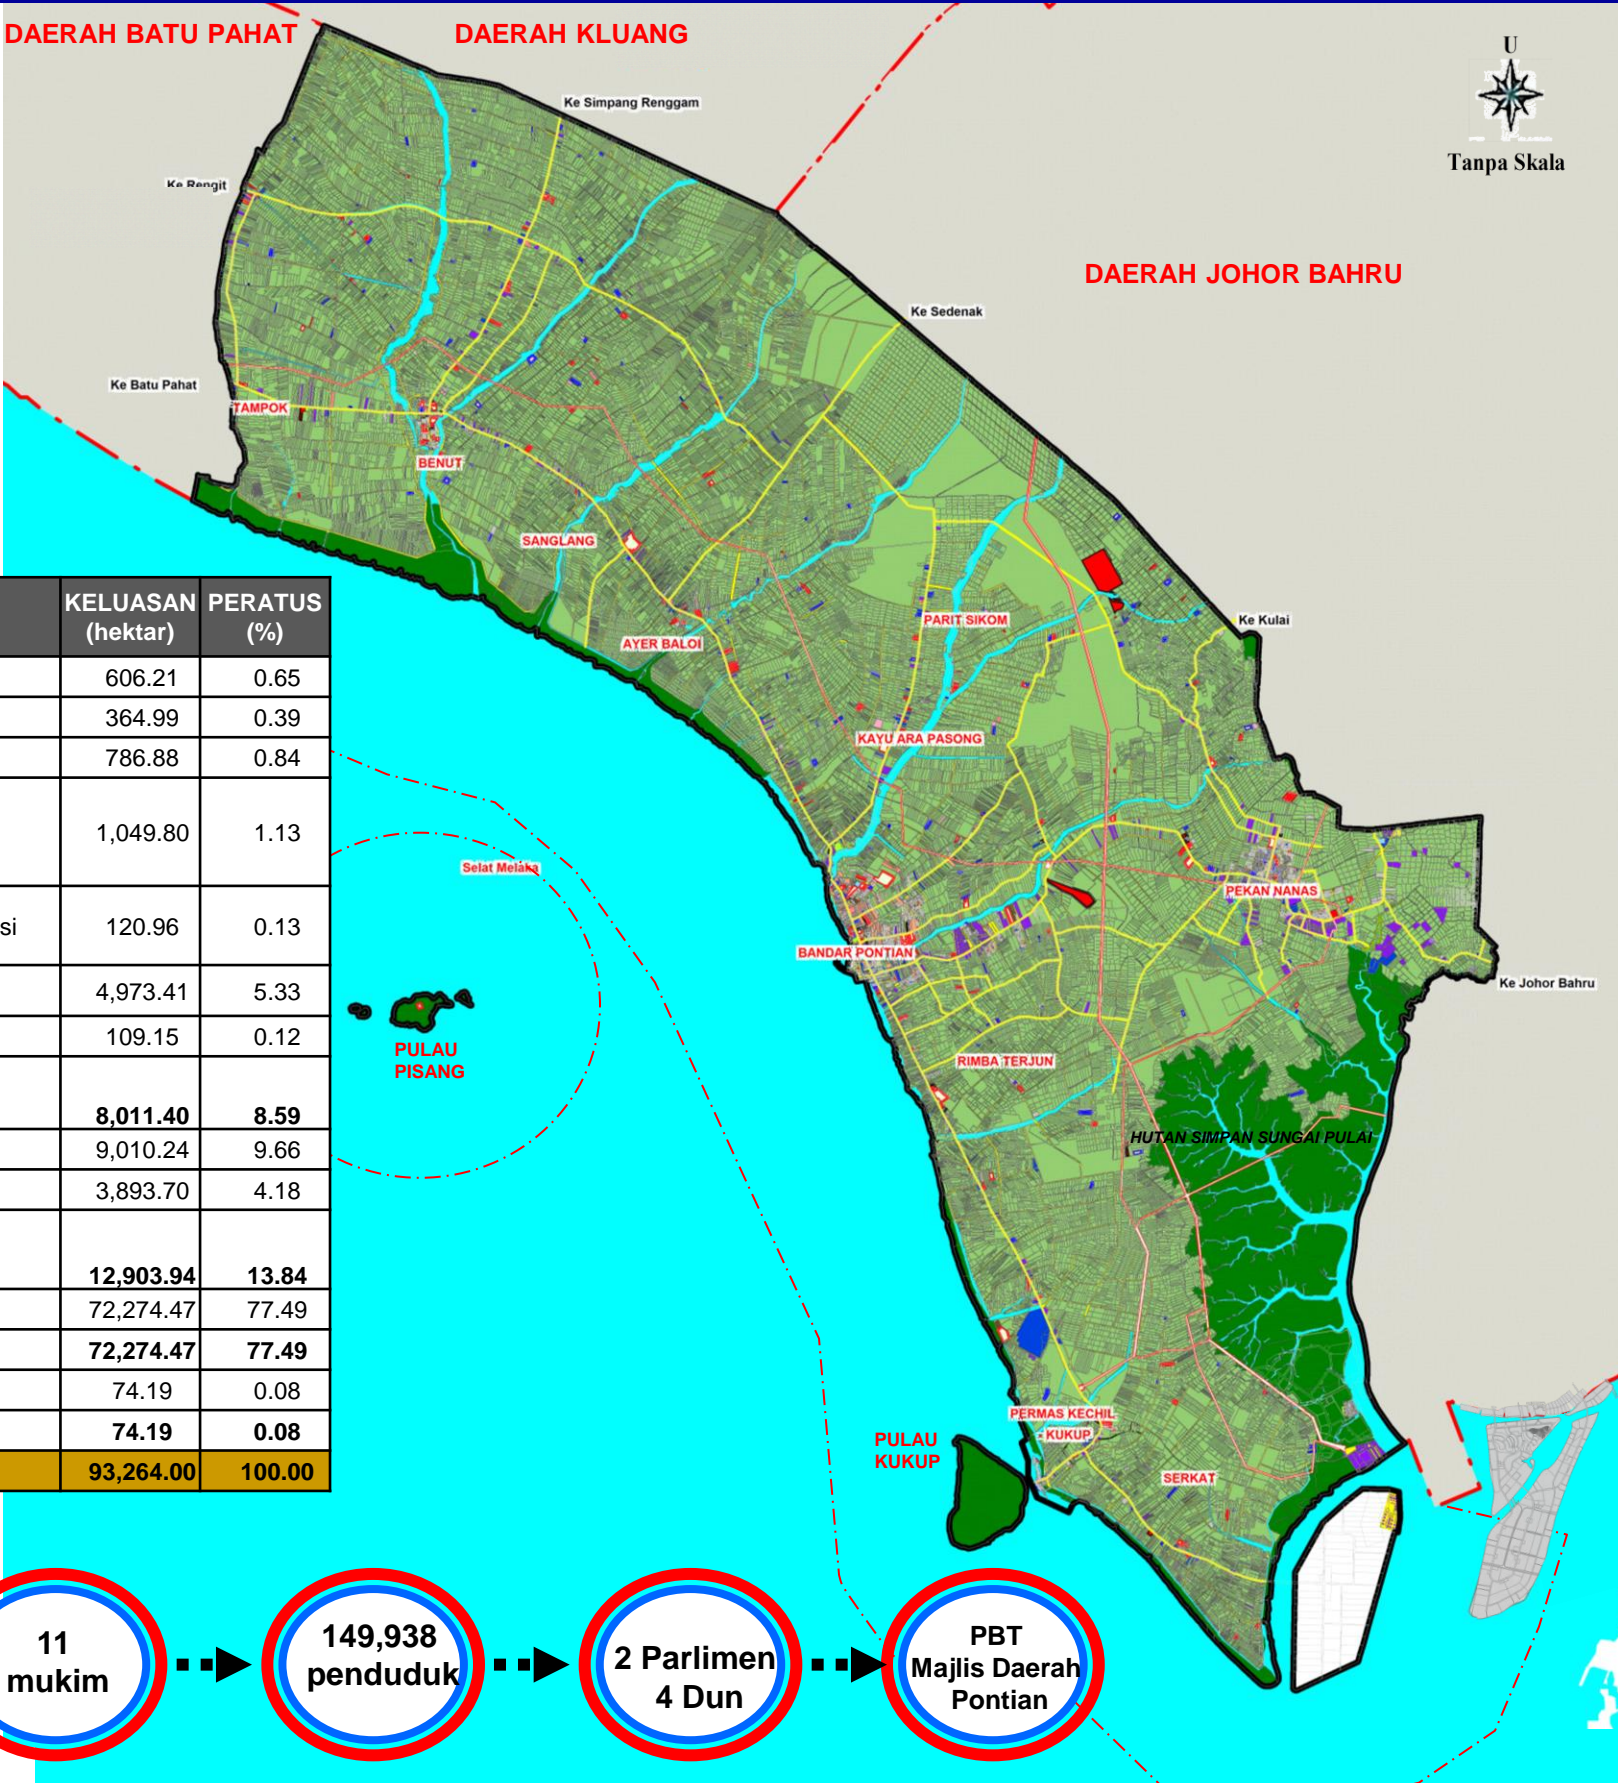 DAERAH BATU PAHAT
DAERAH KLUANG
U
Tanpa Skala
Ke Simpang Renggam
Ke Rengit
DAERAH JOHOR BAHRU
Ke Sedenak
Ke Batu Pahat
TAMPOK
BENUT
SANGLANG
PARIT SIKOM
Ke Kulai
AYER BALOI
KAYU ARA PASONG
Selat Melaka
PEKAN NANAS
BANDAR PONTIAN
Ke Johor Bahru
PULAU
PISANG
RIMBA TERJUN
HUTAN SIMPAN SUNGAI PULAI
PERMAS KECHIL
KUKUP
PULAU
KUKUP
SERKAT
KELUASAN (hektar) PERATUS (%)
606.21 0.65
364.99 0.39
786.88 0.84
1,049.80 1.13
si 120.96 0.13
4,973.41 5.33
109.15 0.12
8,011.40 8.59
9,010.24 9.66
3,893.70 4.18
12,903.94 13.84
72,274.47 77.49
72,274.47 77.49
74.19 0.08
74.19 0.08
93,264.00 100.00
11
mukim
149,938
penduduk
2 Parlimen
4 Dun
PBT
Majlis Daerah
Pontian